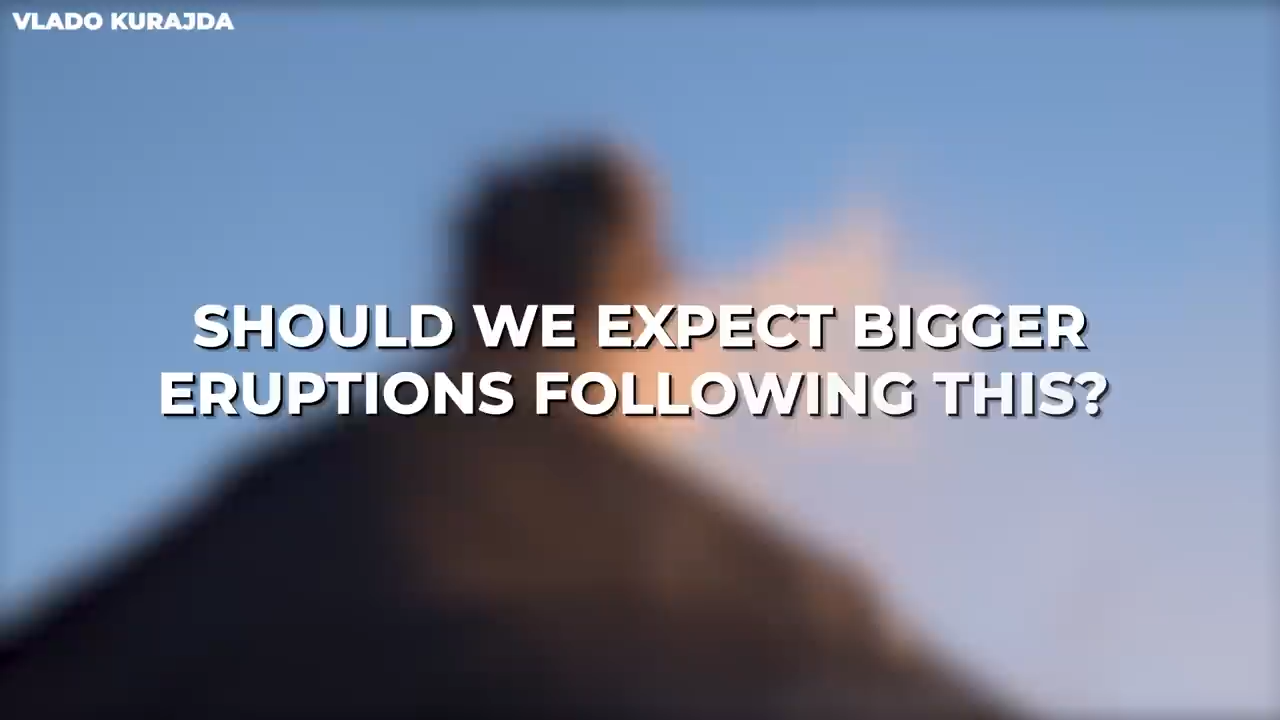 VLADO KURAJDA
SHOULD WE EXPECT BIGGER
ERUPTIONS FOLLOWING THIS?